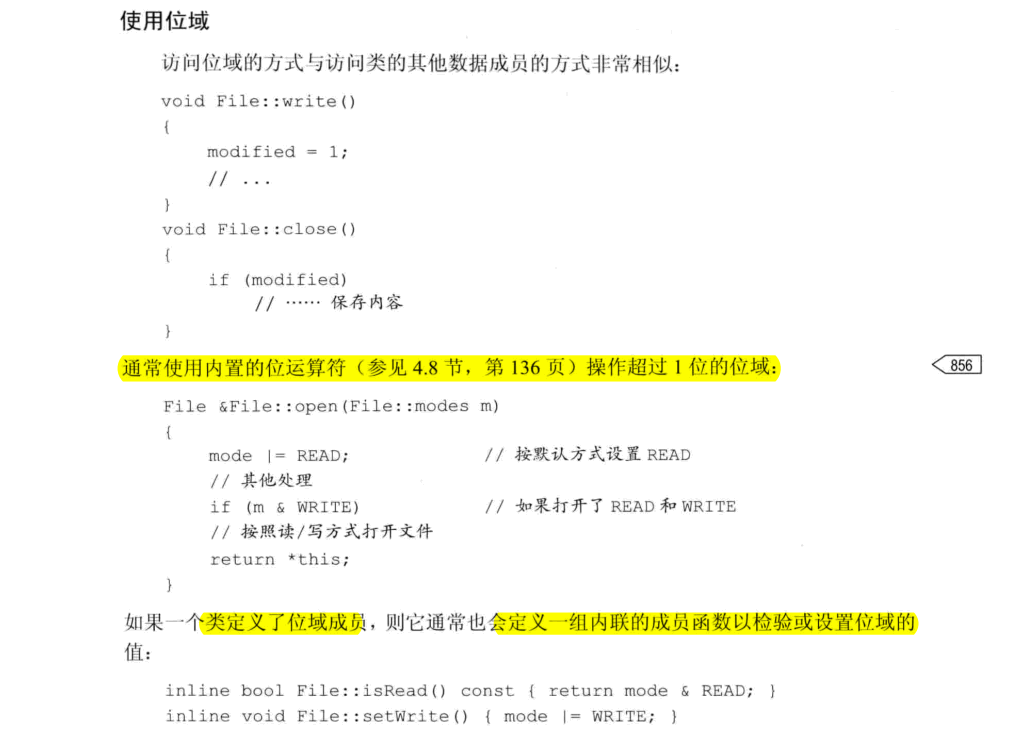 使用位域
访问位域的方式与访问类的其他数据成员的方式非常相似：
void File::write()
{
    modified = 1;
    // ...
}
void File::close()
{
    if (modified)
        // …… 保存内容
}
通常使用内置的位运算符（参见 4.8 节，第 136 页）操作超过 1 位的位域：
856
File &File::open(File::modes m)
{
    mode |= READ;    // 按默认方式设置 READ
    // 其他处理
    if (m & WRITE)    // 如果打开了 READ 和 WRITE
    // 按照读/写方式打开文件
    return *this;
}
如果一个类定义了位域成员，则它通常也会定义一组内联的成员函数以检验或设置位域的
值：
inline bool File::isRead() const { return mode & READ; }
inline void File::setWrite() { mode |= WRITE; }